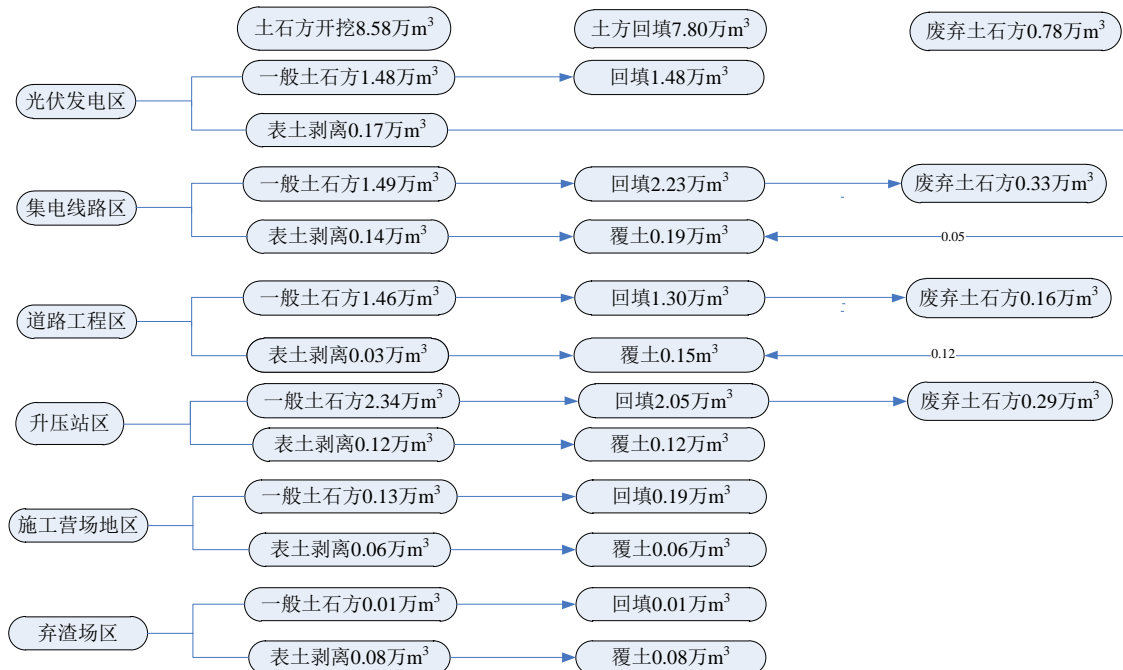 土石方开挖8.58万m³
土方回填7.80万m³
废弃土石方0.78万m³
光伏发电区
一般土石方1.48万m³
回填1.48万m³
表土剥离0.17万m³
集电线路区
一般土石方1.49万m³
回填2.23万m³
废弃土石方0.33万m³
表土剥离0.14万m³
覆土0.19万m³
0.05
道路工程区
一般土石方1.46万m³
回填1.30万m³
废弃土石方0.16万m³
表土剥离0.03万m³
覆土0.15m³
0.12
升压站区
一般土石方2.34万m³
回填2.05万m³
废弃土石方0.29万m³
表土剥离0.12万m³
覆土0.12万m³
施工营场地区
一般土石方0.13万m³
回填0.19万m³
表土剥离0.06万m³
覆土0.06万m³
弃渣场区
一般土石方0.01万m³
回填0.01万m³
表土剥离0.08万m³
覆土0.08万m³